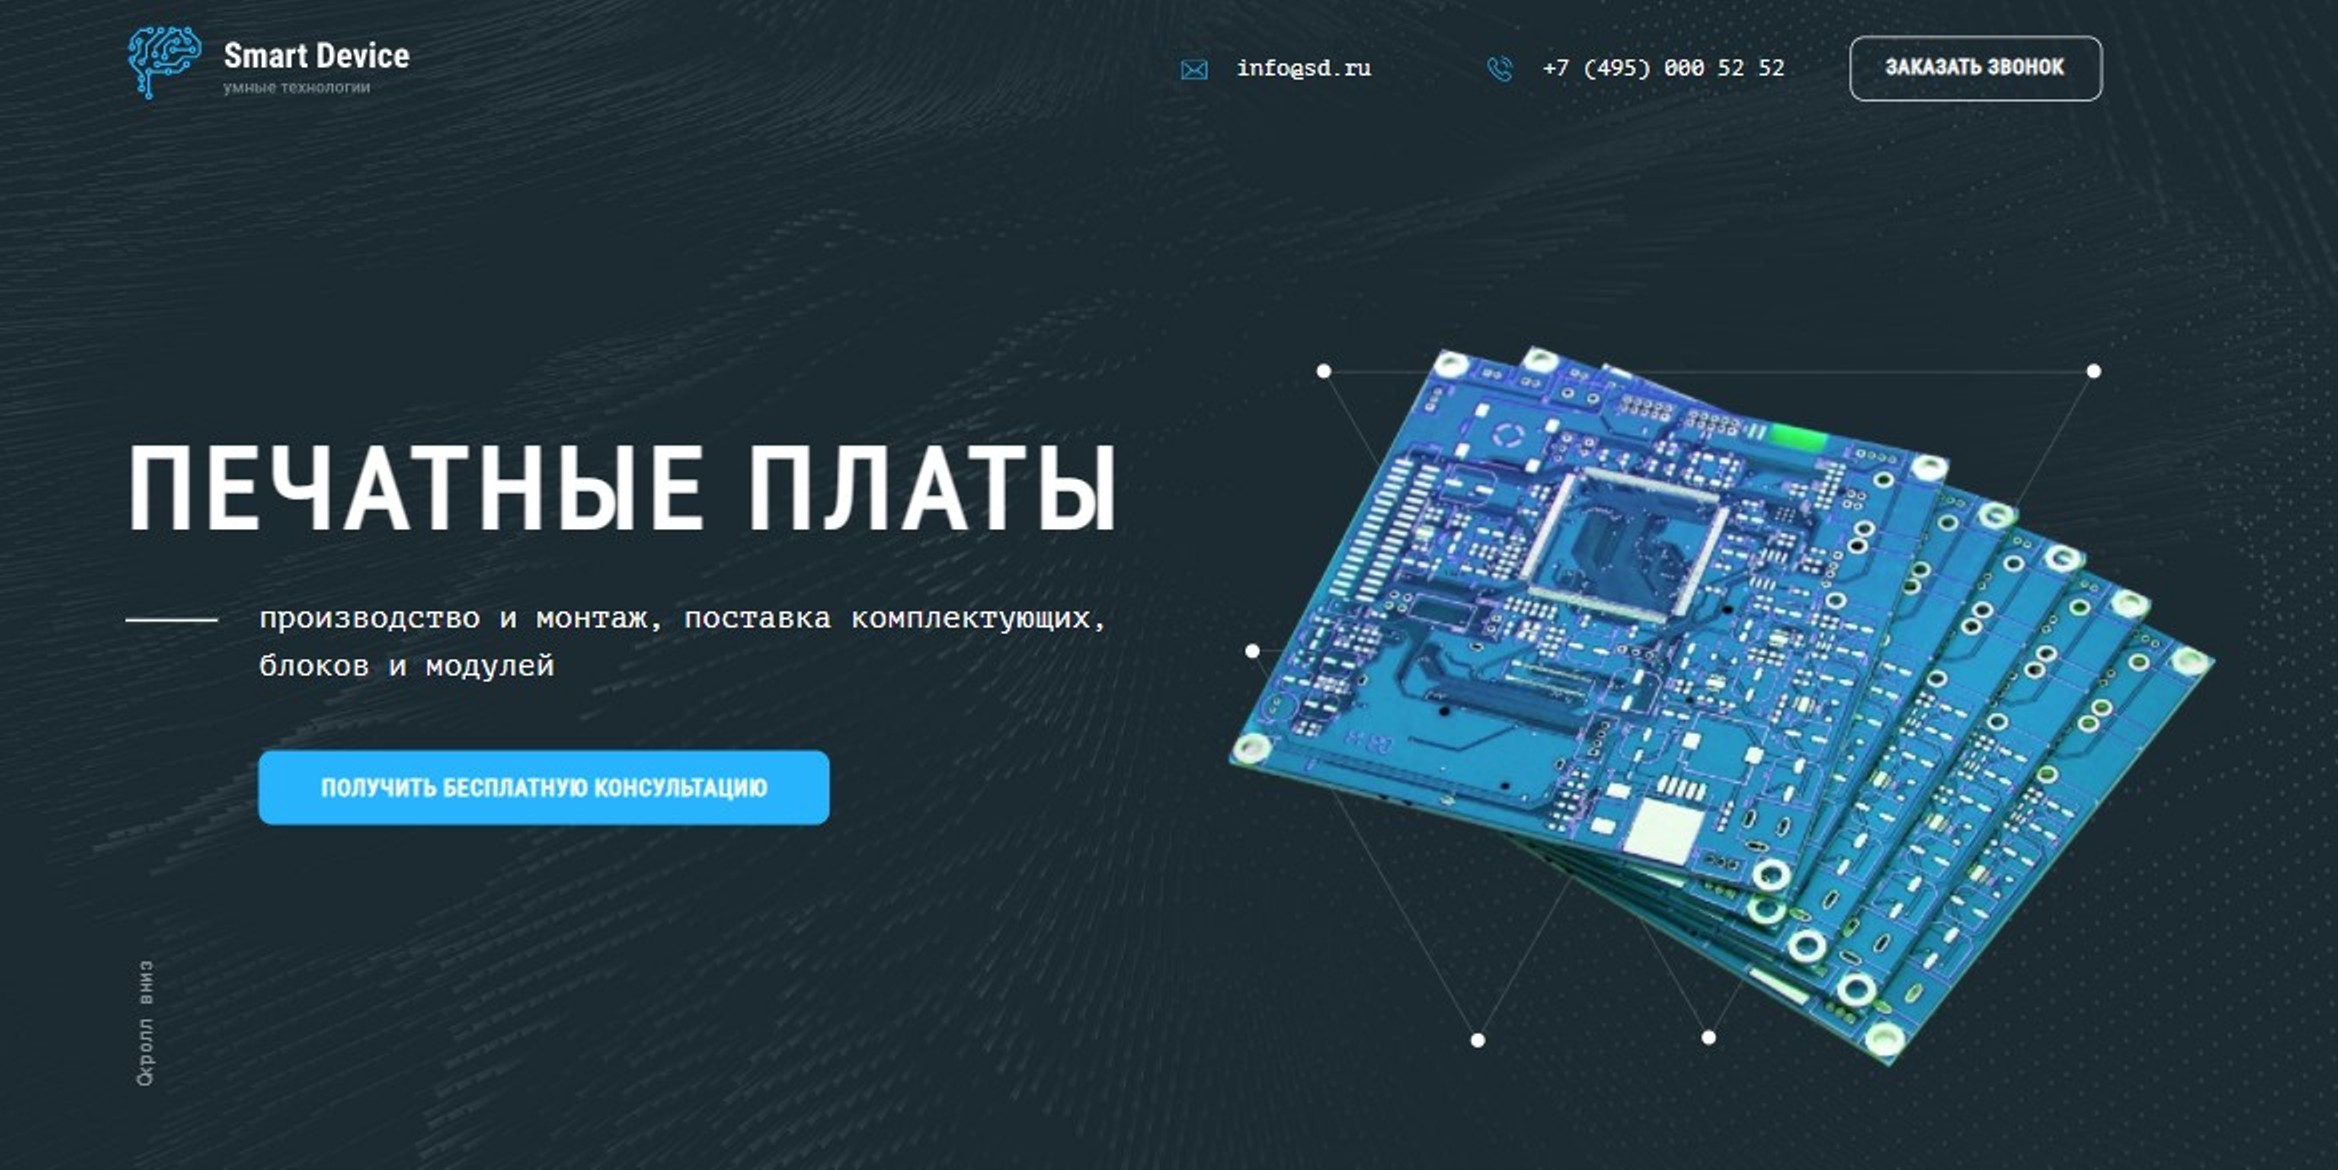 Smart Device
умные технологии
info@sd.ru
+7 (495) 000 52 52
ЗАКАЗАТЬ ЗВОНОК
ПЕЧАТНЫЕ ПЛАТЫ
производство и монтаж, поставка комплектующих,
блоков и модулей
ПОЛУЧИТЬ БЕСПЛАТНУЮ КОНСУЛЬТАЦИЮ
Скролл вниз